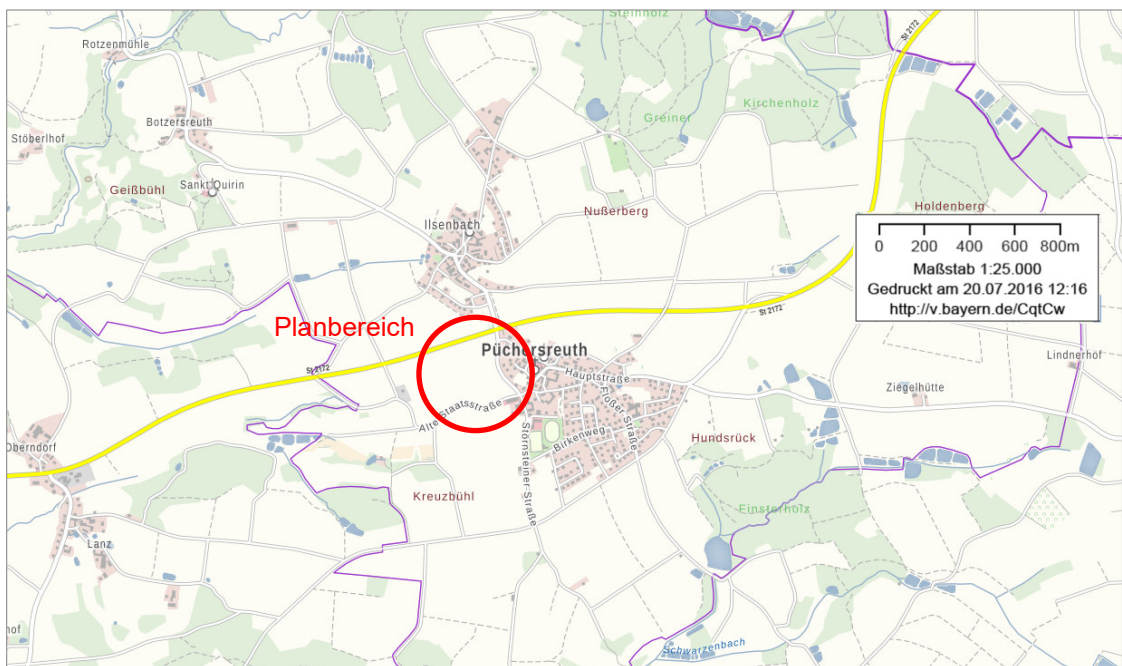 Steinholz
Rotzenmühle
St 2172
Kirchenholz
Greiner
Botzersreuth
Stöberlhof
Sankt Quirin
Geißbühl
Holdenberg
Nußerberg
Ilsenbach
0 200 400 600 800m
Maßstab 1:25.000
Gedruckt am 20.07.2016 12:16
http://v.bayern.de/CqtCw
St 2172
Planbereich
Püchersreuth
Lindnerhof
St 2172
Hauptstraße
Ziegelhütte
Floßer Straße
Alte Staatsstraße
Hundsrück
Birkenweg
Oberndorf
Störnsteiner-Straße
Kreuzbühl
Einsterholz
Lanz
hof
Schwarzenbach